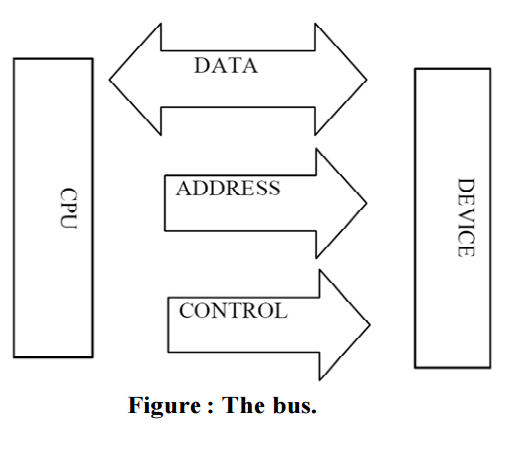 DATA
CPU
ADDRESS
DEVICE
CONTROL
Figure : The bus.